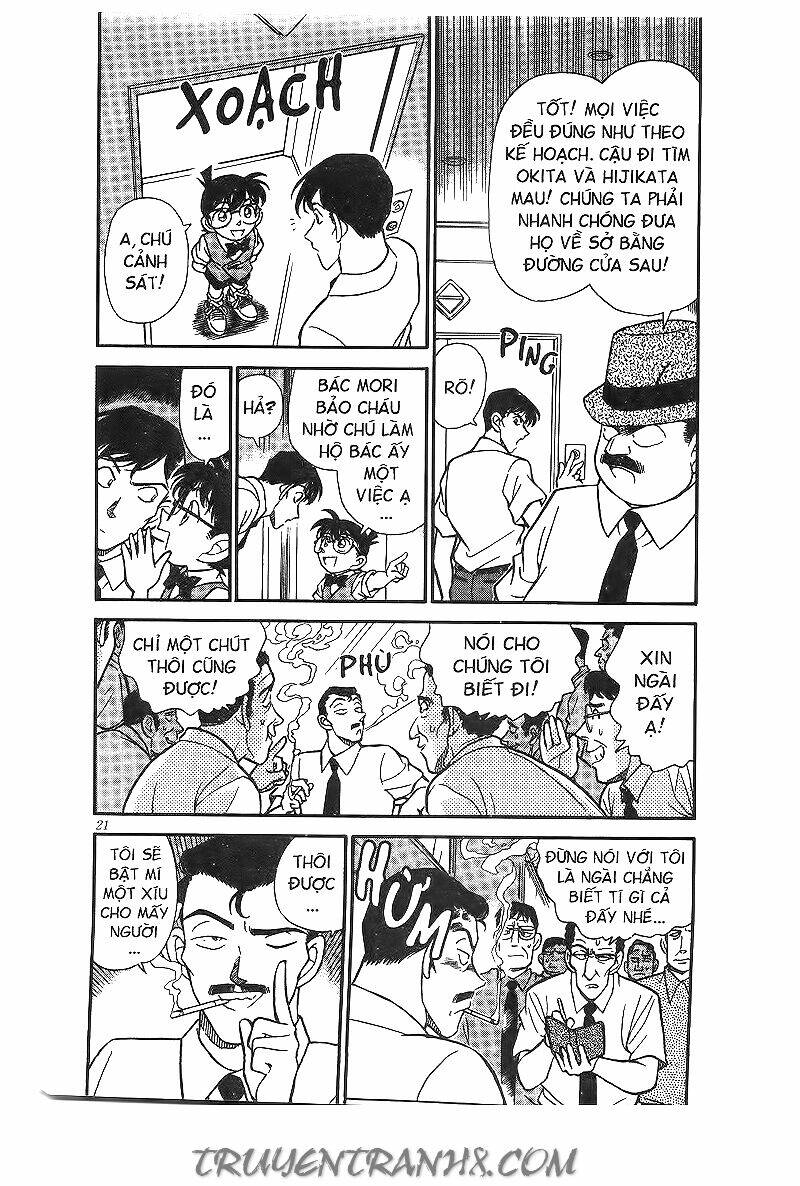 TỐT! MỌI VIỆC
ĐỀU ĐÚNG NHƯ THEO
KẾ HOẠCH. CẬU ĐI TÌM
OKITA VÀ HIJIKATA
MAU! CHÚNG TA PHẢI
NHANH CHÓNG ĐƯA
HỌ VỀ SỞ BẰNG
ĐƯỜNG CỬA SAU!
PING
RÕ!
XOẠCH
A, CHÚ
CẢNH
SÁT!
BÁC MORI
BẢO CHÁU
NHỜ CHÚ LÀM
HỘ BÁC ẤY
MỘT
VIỆC Ạ
...
HẢ?
ĐÓ
LÀ
...
XIN
NGÀI
ĐẤY
Ạ!
NÓI CHO
CHÚNG TÔI
BIẾT ĐI!
PHÙ
CHỈ MỘT CHÚT
THÔI CŨNG
ĐƯỢC!
21
ĐỪNG NÓI VỚI TÔI
LÀ NGÀI CHẲNG
BIẾT TÍ GÌ CẢ
ĐẤY NHÉ...
HỪM
THÔI
ĐƯỢC
...
TÔI SẼ
BẬT MÍ
MỘT XÍU
CHO MẤY
NGƯỜI
...
TRUYENTRANH8.COM